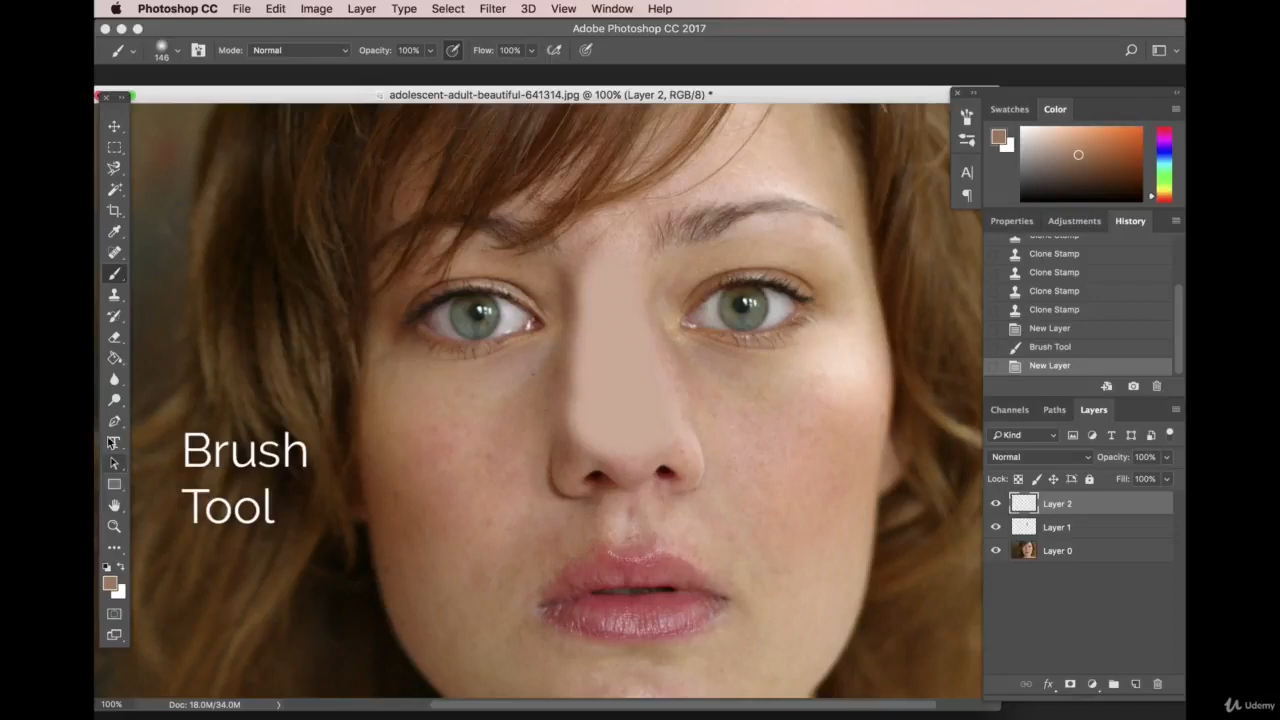 Photoshop CC File Edit Image Layer Type Select Filter 3D View Window Help
Adobe Photoshop CC 2017
146 Mode: Normal Opacity: 100% Flow: 100%
adolescent-adult-beautiful-641314.jpg @ 100% (Layer 2, RGB/8) *
Swatches Color
Properties Adjustments History
Clone Stamp
Clone Stamp
Clone Stamp
Clone Stamp
New Layer
Brush Tool
New Layer
Channels Paths Layers
Kind
Normal Opacity: 100%
Lock: Fill: 100%
Layer 2
Layer 1
Layer 0
Brush
Tool
fx
100% Doc: 18.0M/34.0M
Udemy